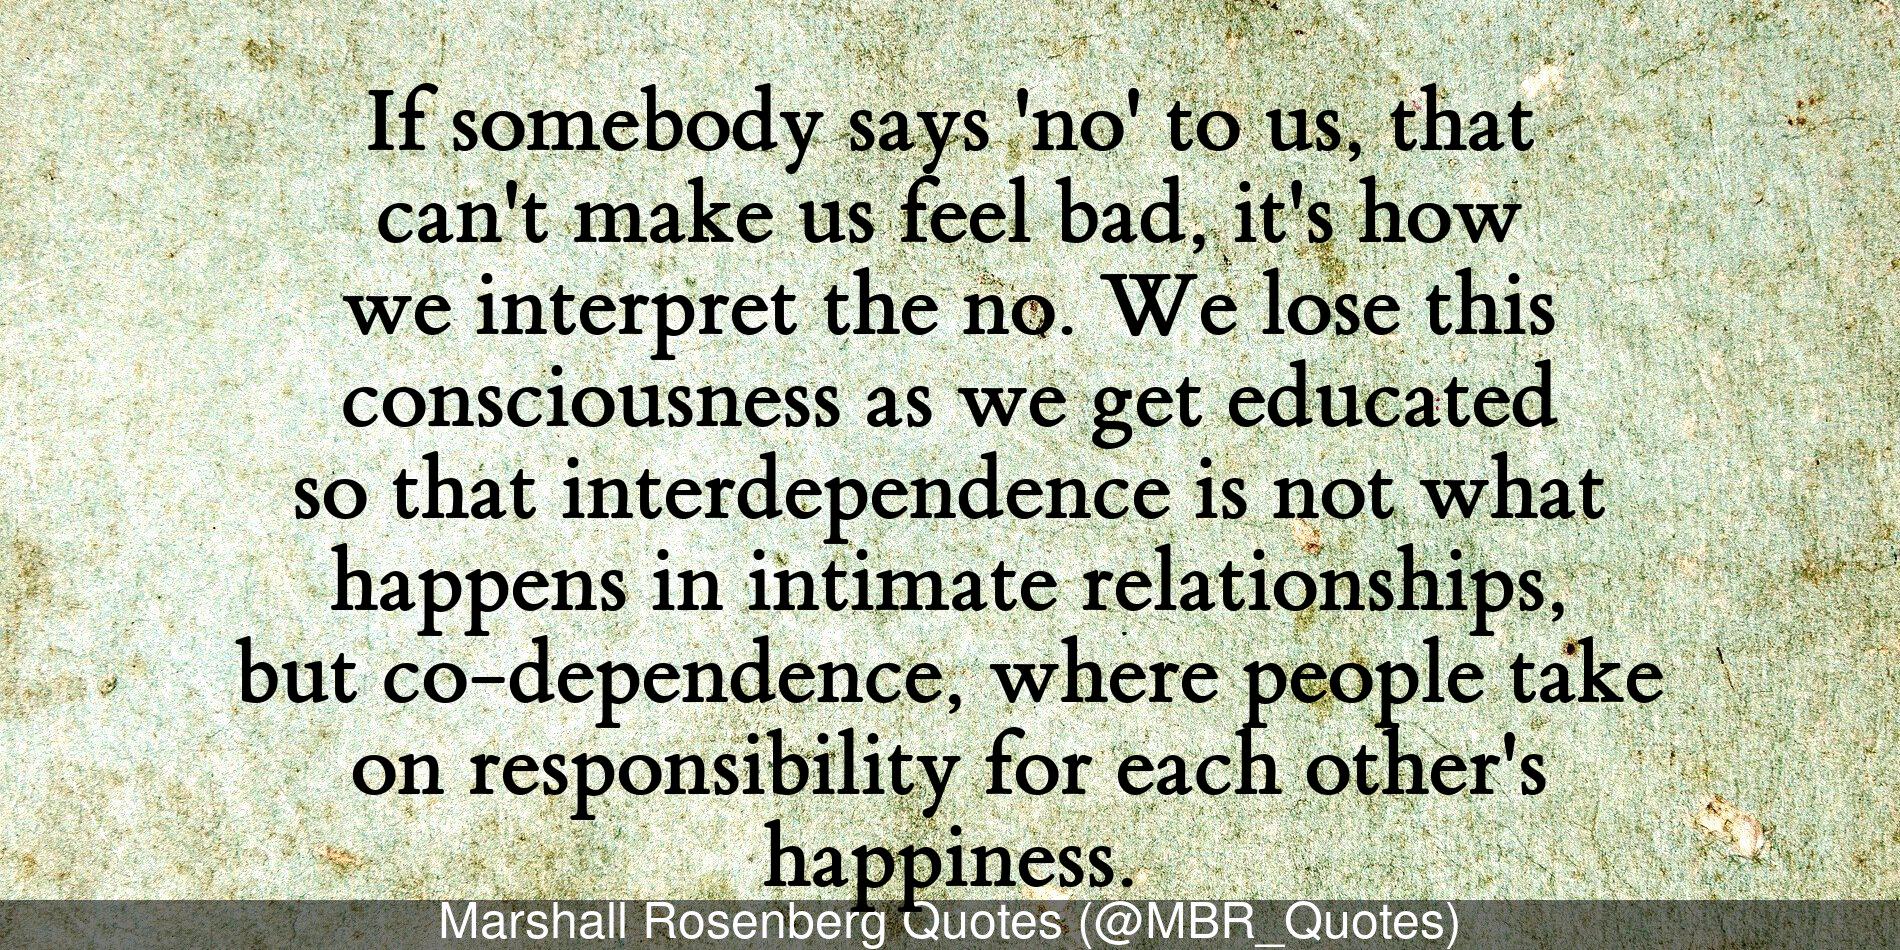 If somebody says 'no' to us, that
can't make us feel bad, it's how
we interpret the no. We lose this
consciousness as we get educated
so that interdependence is not what
happens in intimate relationships,
but co-dependence, where people take
on responsibility for each other's
happiness.
Marshall Rosenberg Quotes (@MBR_Quotes)